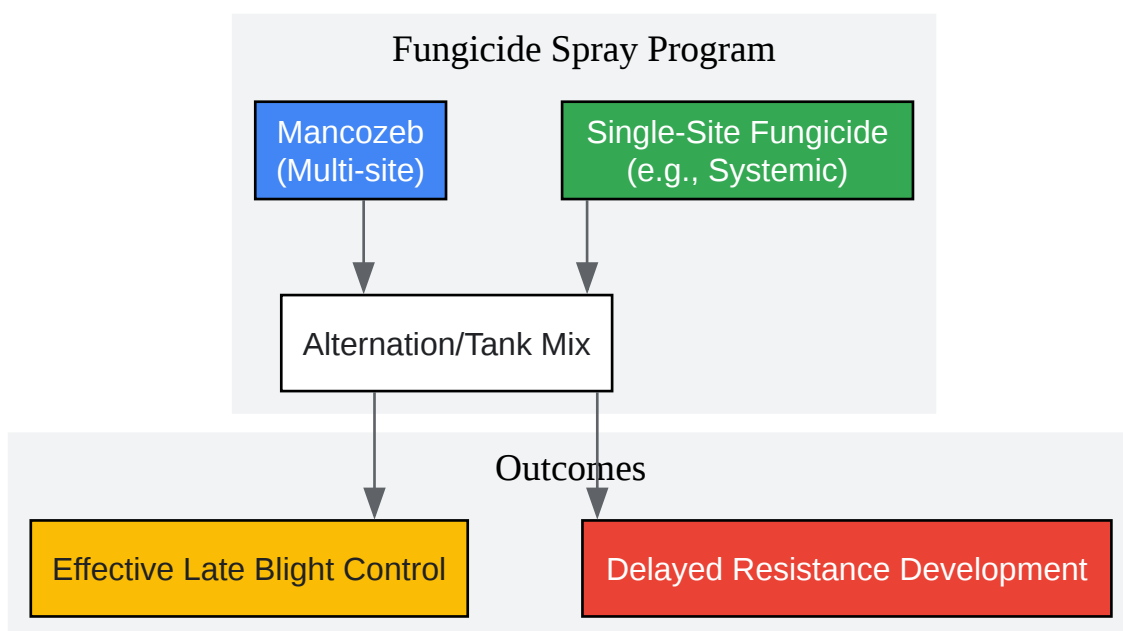 Fungicide Spray Program
Mancozeb
(Multi-site)
Single-Site Fungicide
(e.g., Systemic)
Alternation/Tank Mix
Outcomes
Effective Late Blight Control
Delayed Resistance Development